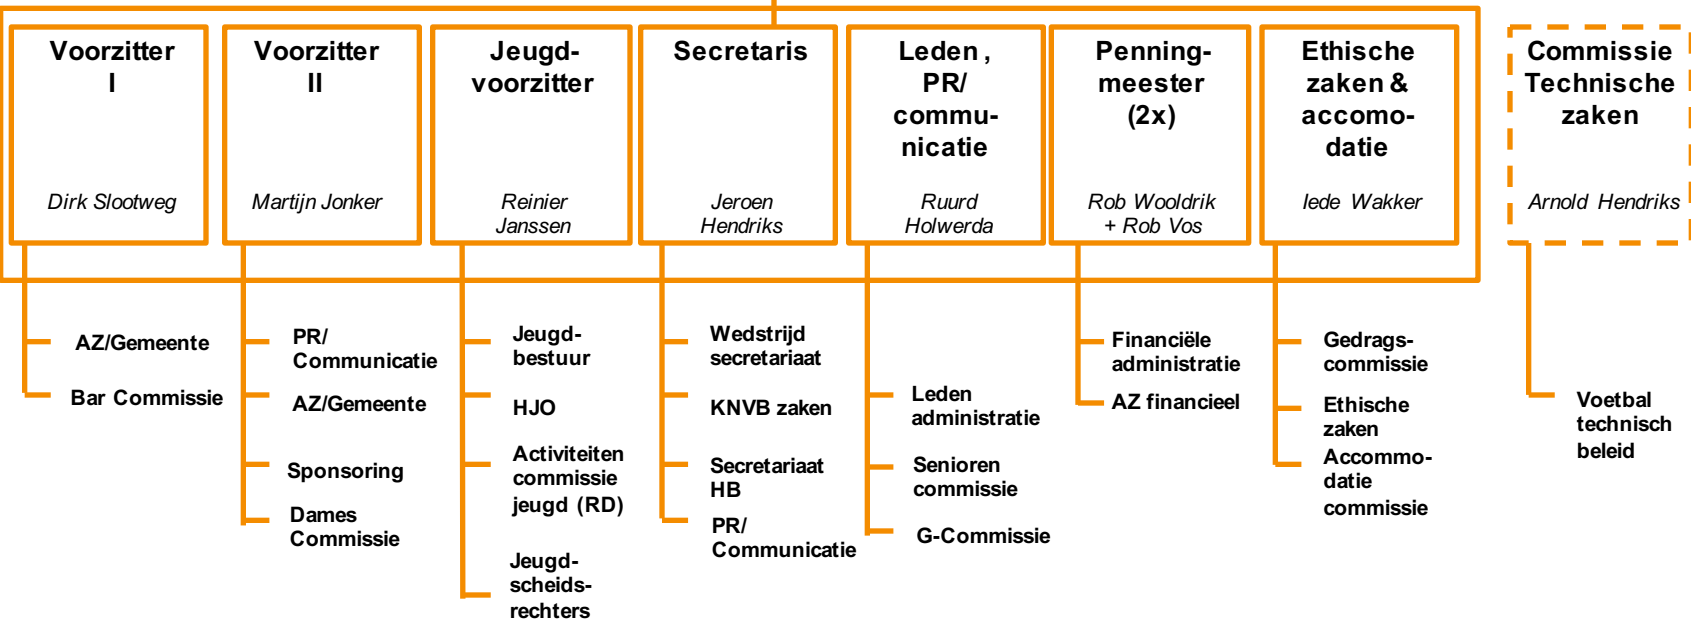 Voorzitter
I
Dirk Slootweg
Voorzitter
II
Martijn Jonker
Jeugd-
voorzitter
Reinier
Janssen
Secretaris
Jeroen
Hendriks
Leden ,
PR/
commu-
nicatie
Ruurd
Holwerda
Penning-
meester
(2x)
Rob Wooldrik
+ Rob Vos
Ethische
zaken &
accomo-
datie
Iede Wakker
Commissie
Technische
zaken
Arnold Hendriks
AZ/Gemeente
Bar Commissie
PR/
Communicatie
AZ/Gemeente
Sponsoring
Dames
Commissie
Jeugd-
bestuur
HJO
Activiteiten
commissie
jeugd (RD)
Jeugd-
scheids-
rechters
Wedstrijd
secretariaat
KNVB zaken
Secretariaat
HB
PR/
Communicatie
Leden
administratie
Senioren
commissie
G-Commissie
Financiële
administratie
AZ financieel
Gedrags-
commissie
Ethische
zaken
Accommo-
datie
commissie
Voetbal
technisch
beleid